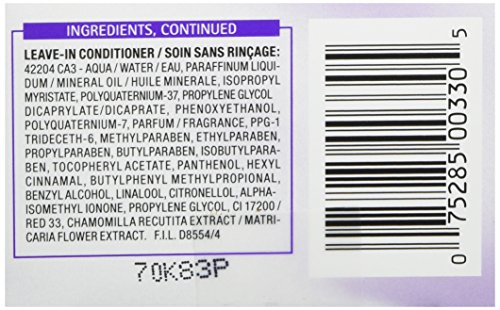 INGREDIENTS, CONTINUED
LEAVE-IN CONDITIONER / SOIN SANS RINÇAGE:
42204 CA3 - AQUA / WATER / EAU, PARAFFINUM LIQUI-
DUM / MINERAL OIL / HUILE MINERALE, ISOPROPYL
MYRISTATE, POLYQUATERNIUM-37, PROPYLENE GLYCOL
DICAPRYLATE/DICAPRATE, PHENOXYETHANOL,
POLYQUATERNIUM-7, PARFUM / FRAGRANCE, PPG-1
TRIDECETH-6, METHYLPARABEN, ETHYLPARABEN,
PROPYLPARABEN, BUTYLPARABEN, ISOBUTYLPARA-
BEN, TOCOPHERYL ACETATE, PANTHENOL, HEXYL
CINNAMAL, BUTYLPHENYL METHYLPROPIONAL,
BENZYL ALCOHOL, LINALOOL, CITRONELLOL, ALPHA-
ISOMETHYL IONONE, PROPYLENE GLYCOL, CI 17200 /
RED 33, CHAMOMILLA RECUTITA EXTRACT / MATRI-
CARIA FLOWER EXTRACT. F.I.L. D8554/4
70K83P
0 75285 00330 5